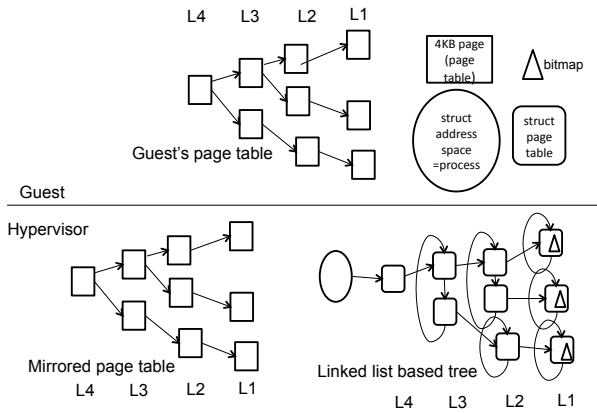 L4 L3 L2 L1
4KB page
(page
table)
bitmap
struct
address
space
=process
struct
page
table
Guest's page table
Guest
Hypervisor
Mirrored page table
L4 L3 L2 L1
Linked list based tree
L4 L3 L2 L1